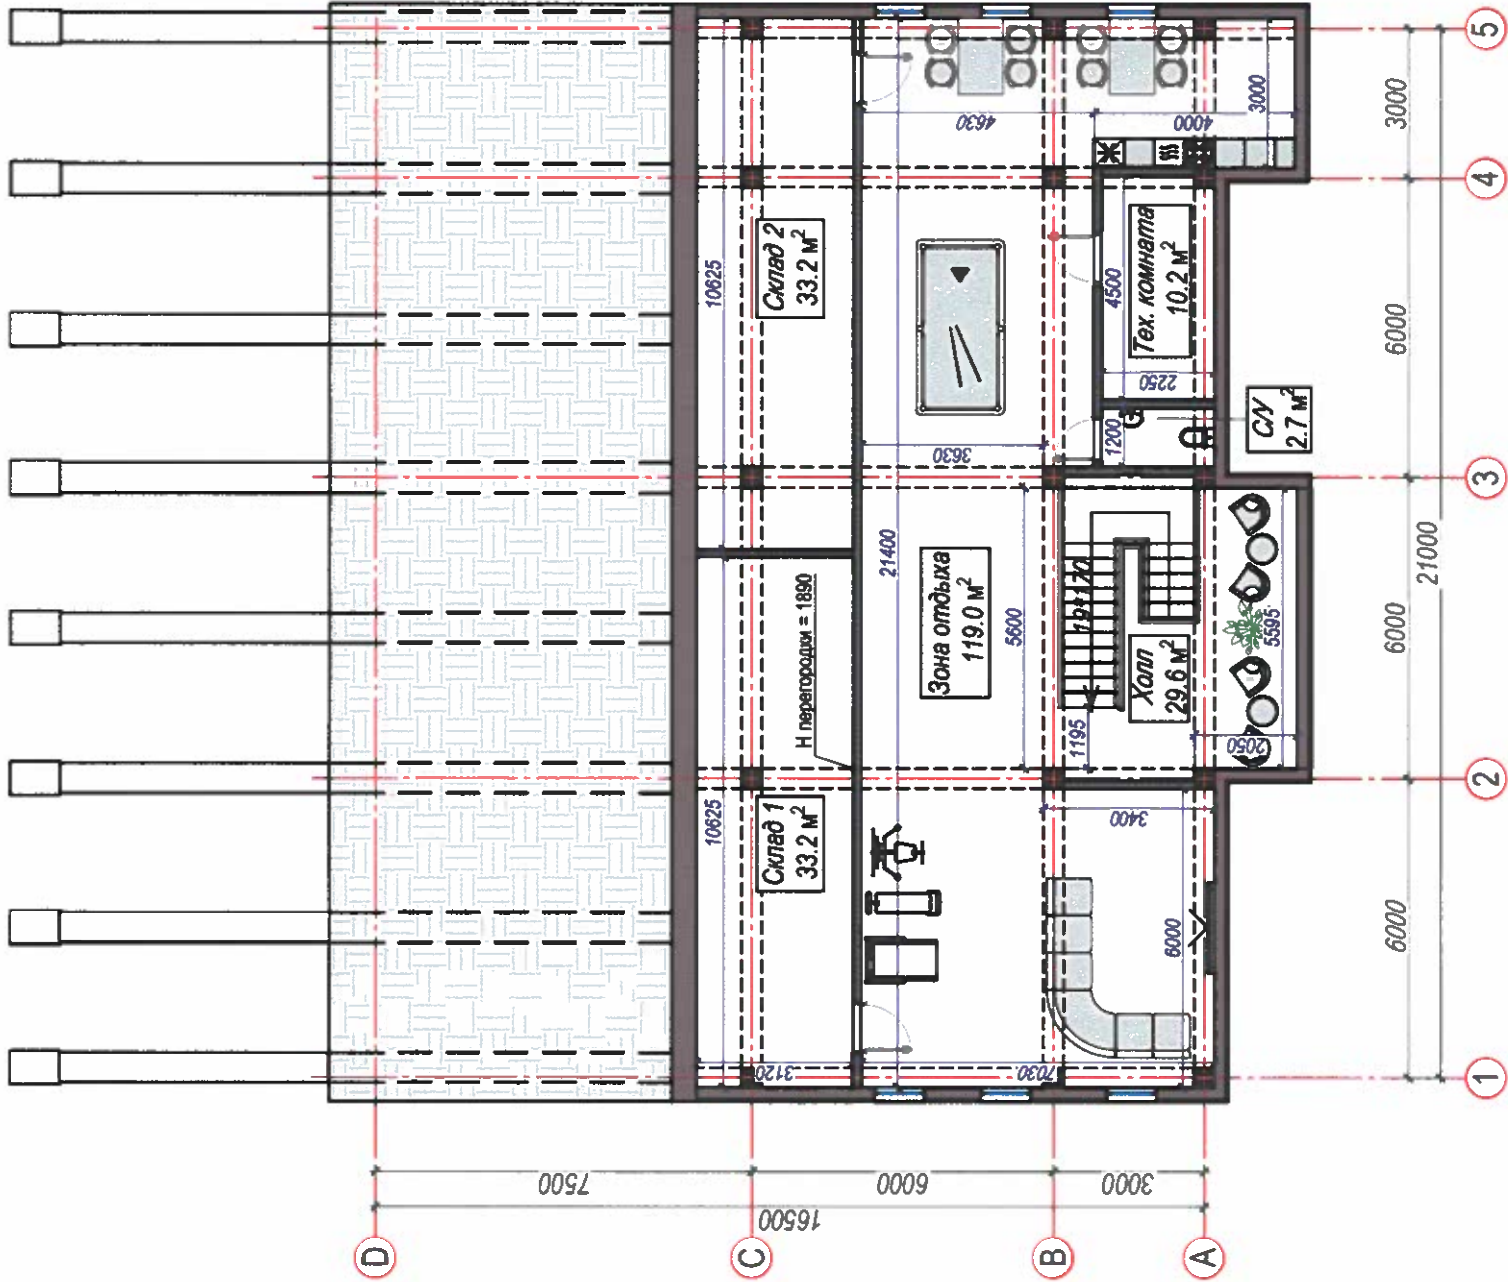 Склад 1
33.2 м²
Склад 2
33.2 м²
Н перегородки = 1890
Зона отдыха
119.0 м²
Холл
29.6 м²
Тех. комната
10.2 м²
С/У
2.7 м²
19*170
10625
10625
21400
5600
3120
7030
3630
4630
4000
3000
4500
2250
1200
1195
2050
5595
3400
6000
7500
6000
3000
16500
6000
6000
6000
3000
21000
D
C
B
A
1
2
3
4
5